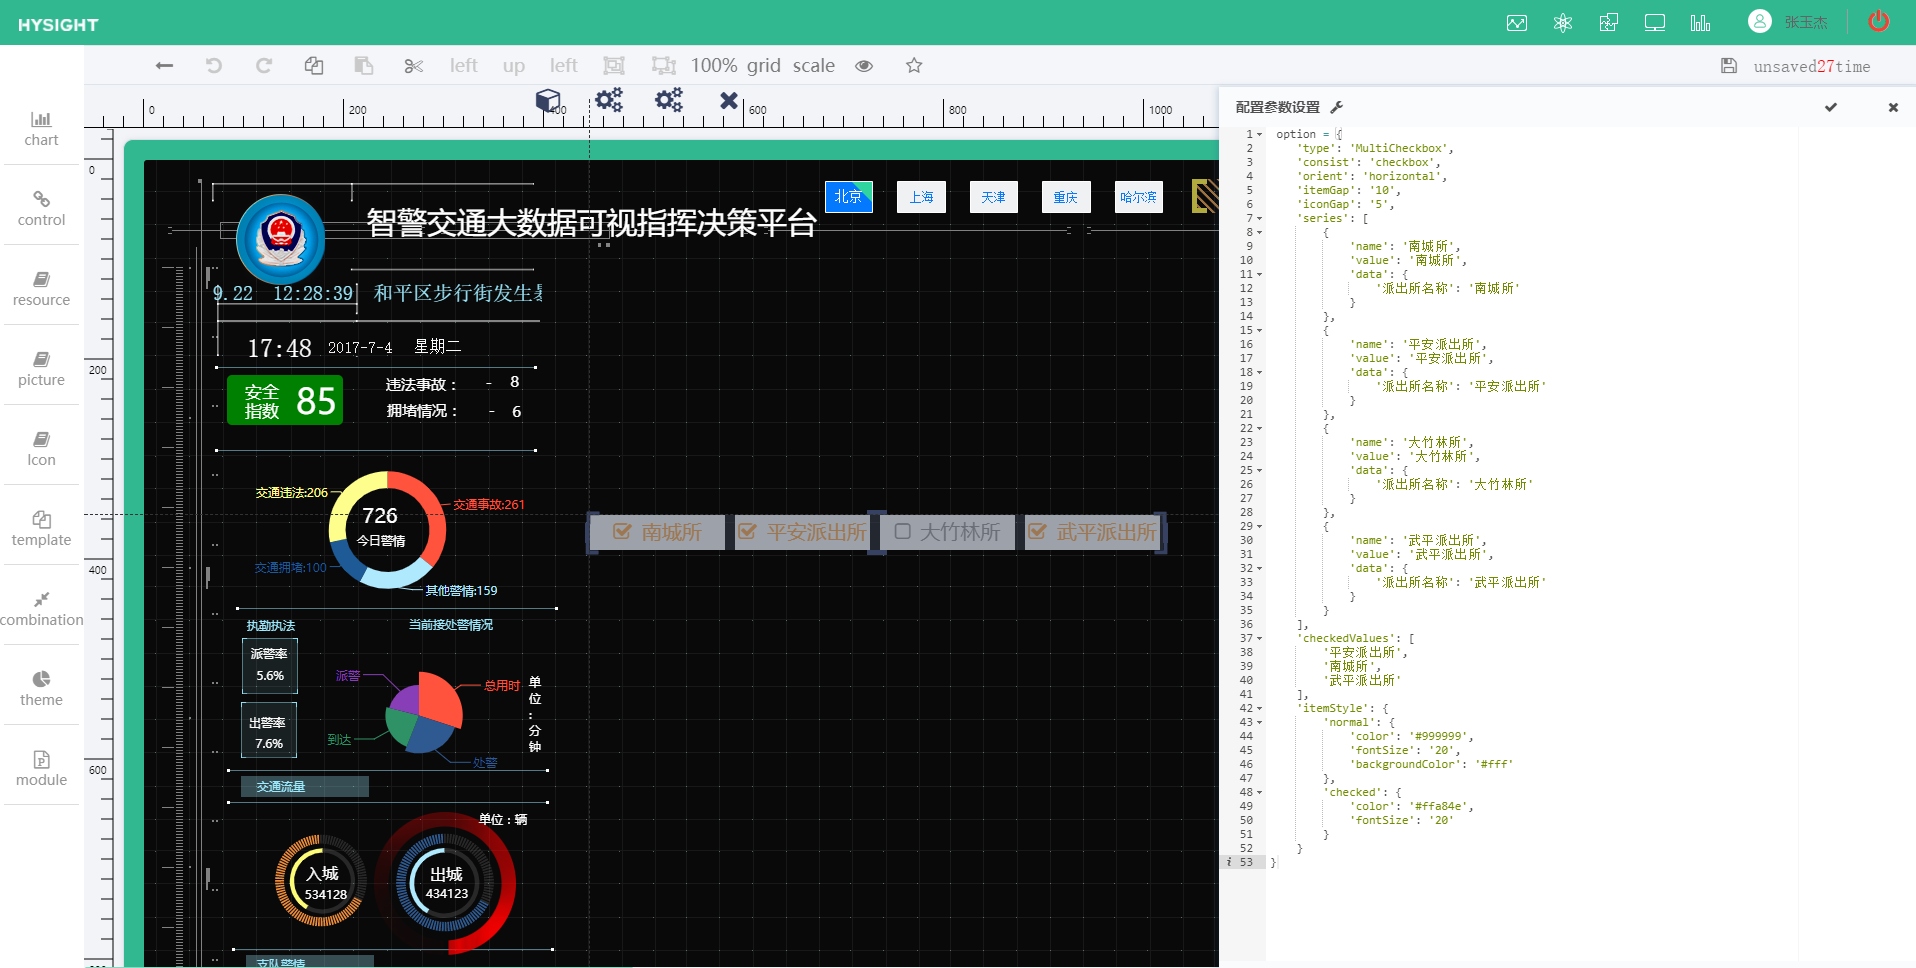 HYSIGHT
张玉杰
left up left 100% grid scale
unsaved27time
chart
control
resource
picture
Icon
template
combination
theme
module
0 200 400 600 800 1000
0
200
400
600
智警交通大数据可视指挥决策平台
北京 上海 天津 重庆 哈尔滨
9.22 12:28:39 和平区步行街发生
17:48 2017-7-4 星期二
安全
指数 85
违法事故： - 8
拥堵情况： - 6
交通违法:206
交通事故:261
726
今日警情
交通拥堵:100
其他警情:159
南城所 平安派出所 大竹林所 武平派出所
执勤执法 当前接处警情况
派警率
5.6%
出警率
7.6%
派警
总用时
到达
处警
单
位
:
分
钟
交通流量
单位：辆
入城
534128
出城
434123
支队警情
配置参数设置
1 option = {
2 'type': 'MultiCheckbox',
3 'consist': 'checkbox',
4 'orient': 'horizontal',
5 'itemGap': '10',
6 'iconGap': '5',
7 'series': [
8 {
9 'name': '南城所',
10 'value': '南城所',
11 'data': {
12 '派出所名称': '南城所'
13 }
14 },
15 {
16 'name': '平安派出所',
17 'value': '平安派出所',
18 'data': {
19 '派出所名称': '平安派出所'
20 }
21 },
22 {
23 'name': '大竹林所',
24 'value': '大竹林所',
25 'data': {
26 '派出所名称': '大竹林所'
27 }
28 },
29 {
30 'name': '武平派出所',
31 'value': '武平派出所',
32 'data': {
33 '派出所名称': '武平派出所'
34 }
35 }
36 ],
37 'checkedValues': [
38 '平安派出所',
39 '南城所',
40 '武平派出所'
41 ],
42 'itemStyle': {
43 'normal': {
44 'color': '#999999',
45 'fontSize': '20',
46 'backgroundColor': '#fff'
47 },
48 'checked': {
49 'color': '#ffa84e',
50 'fontSize': '20'
51 }
52 }
53 }